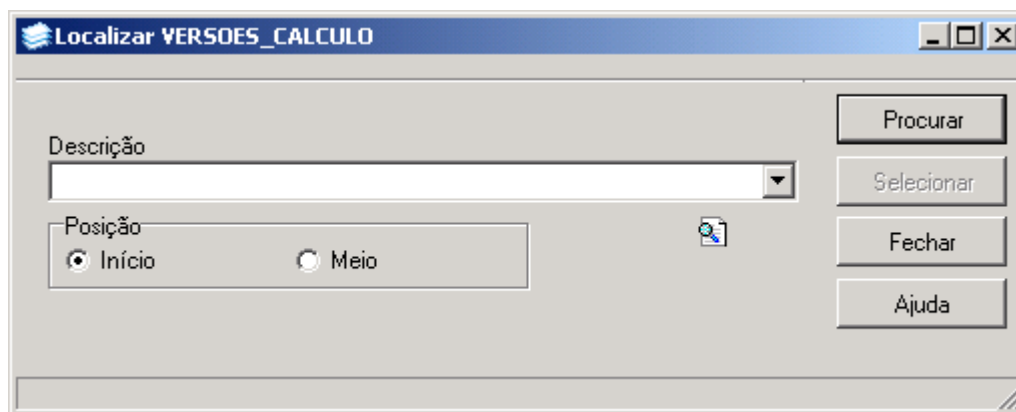 Localizar VERSOES_CALCULO
Procurar
Descrição
Selecionar
Posição
Início
Meio
Fechar
Ajuda